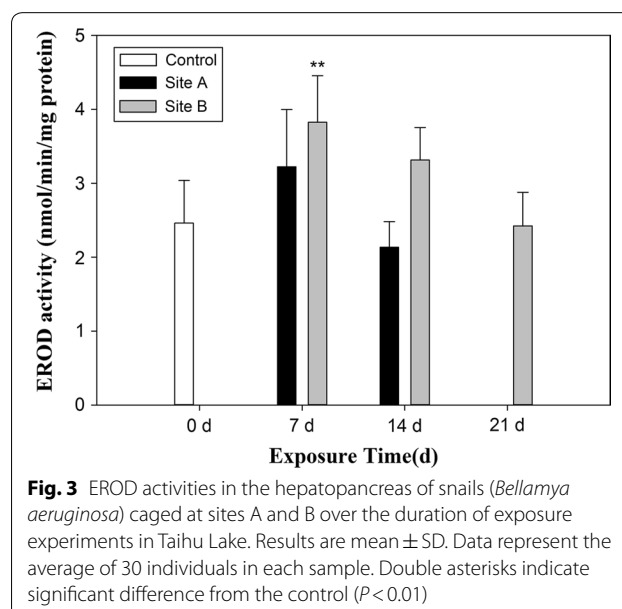 5
4
3
2
1
0
EROD activity (nmol/min/mg protein)
Control
Site A
Site B
**
0 d
7 d
14 d
21 d
Exposure Time(d)
Fig. 3 EROD activities in the hepatopancreas of snails (Bellamya
aeruginosa) caged at sites A and B over the duration of exposure
experiments in Taihu Lake. Results are mean ± SD. Data represent the
average of 30 individuals in each sample. Double asterisks indicate
significant difference from the control (P < 0.01)